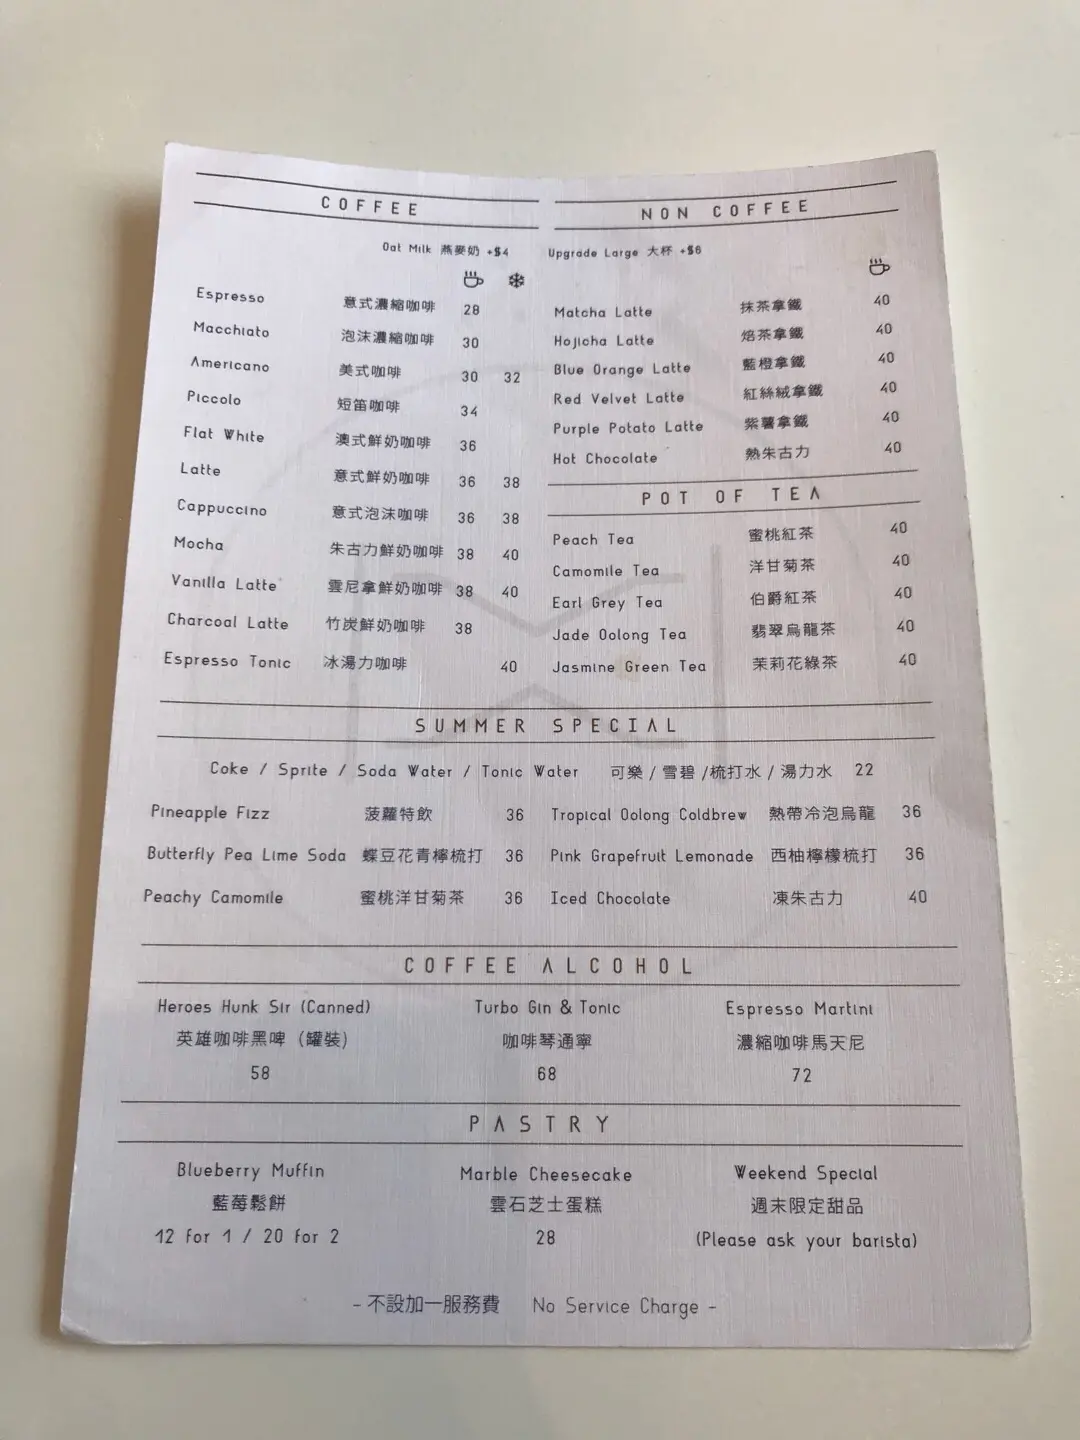 COFFEE
Oat Milk 燕麥奶 +$4
Espresso 意式濃縮咖啡 28
Macchiato 泡沫濃縮咖啡 30
Americano 美式咖啡 30 32
Piccolo 短笛咖啡 34
Flat White 澳式鮮奶咖啡 36
Latte 意式鮮奶咖啡 36 38
Cappuccino 意式泡沫咖啡 36 38
Mocha 朱古力鮮奶咖啡 38 40
Vanilla Latte 雲尼拿鮮奶咖啡 38 40
Charcoal Latte 竹炭鮮奶咖啡 38
Espresso Tonic 冰湯力咖啡 40
NON COFFEE
Upgrade Large 大杯 +$6
Matcha Latte 抹茶拿鐵 40
Hojicha Latte 焙茶拿鐵 40
Blue Orange Latte 藍橙拿鐵 40
Red Velvet Latte 紅絲絨拿鐵 40
Purple Potato Latte 紫薯拿鐵 40
Hot Chocolate 熱朱古力 40
POT OF TEA
Peach Tea 蜜桃紅茶 40
Camomile Tea 洋甘菊茶 40
Earl Grey Tea 伯爵紅茶 40
Jade Oolong Tea 翡翠烏龍茶 40
Jasmine Green Tea 茉莉花綠茶 40
SUMMER SPECIAL
Coke / Sprite / Soda Water / Tonic Water 可樂 / 雪碧 /梳打水 / 湯力水 22
Pineapple Fizz 菠蘿特飲 36 Tropical Oolong Coldbrew 熱帶冷泡烏龍 36
Butterfly Pea Lime Soda 蝶豆花青檸梳打 36 Pink Grapefruit Lemonade 西柚檸檬梳打 36
Peachy Camomile 蜜桃洋甘菊茶 36 Iced Chocolate 凍朱古力 40
COFFEE ALCOHOL
Heroes Hunk Sir (Canned) Turbo Gin & Tonic Espresso Martini
英雄咖啡黑啤 (罐裝) 咖啡琴通寧 濃縮咖啡馬天尼
58 68 72
PASTRY
Blueberry Muffin Marble Cheesecake Weekend Special
藍莓鬆餅 雲石芝士蛋糕 週末限定甜品
12 for 1 / 20 for 2 28 (Please ask your barista)
- 不設加一服務費 No Service Charge -